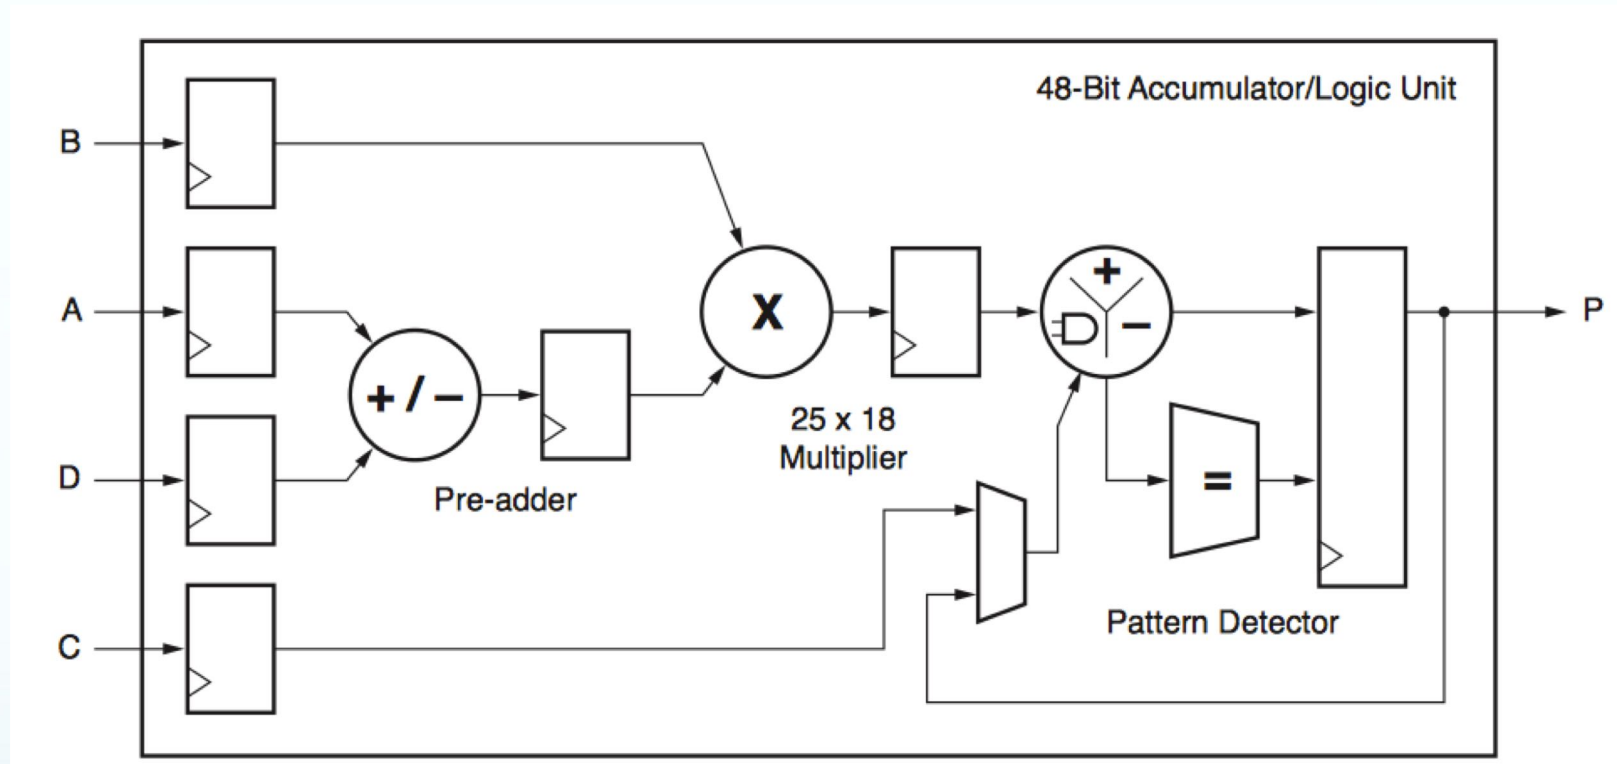 48-Bit Accumulator/Logic Unit
B
A
D
C
+ / −
Pre-adder
X
25 x 18
Multiplier
+
−
=
Pattern Detector
P